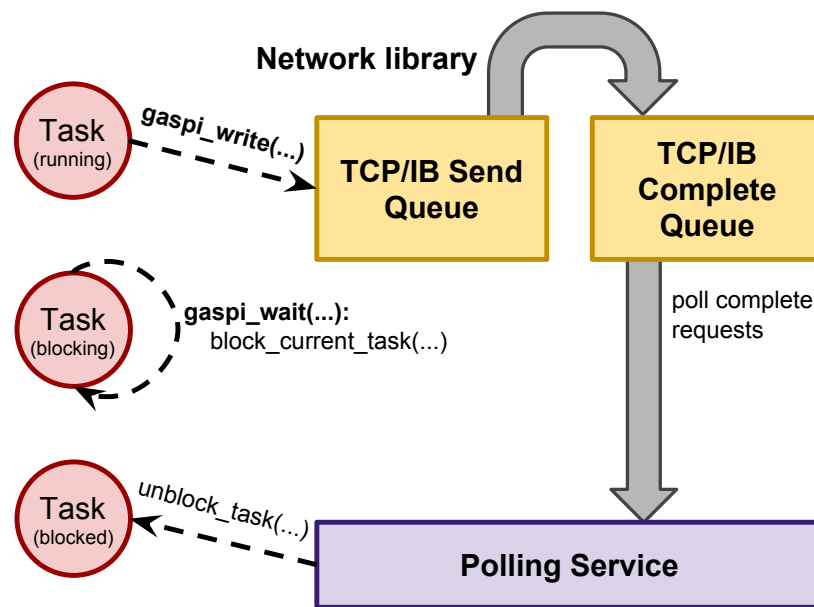 Network library
Task
(running)
gaspi_write(...)
TCP/IB Send
Queue
TCP/IB
Complete
Queue
Task
(blocking)
gaspi_wait(...):
block_current_task(...)
poll complete
requests
Task
(blocked)
unblock_task(...)
Polling Service